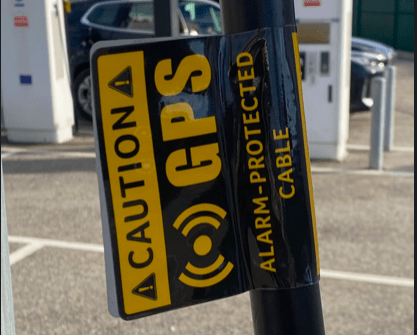 ⚠ CAUTION ⚠
GPS
ALARM-PROTECTED
CABLE